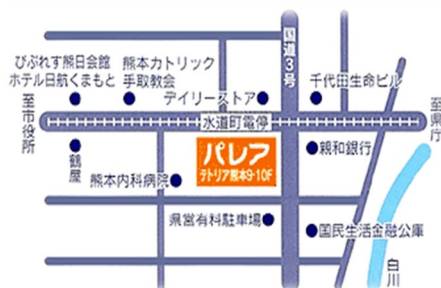 びぷれす熊日会館
ホテル日航くまもと
熊本カトリック
手取教会
デイリーストア
国道3号
千代田生命ビル
至市役所
水道町電停
至県庁
鶴屋
パレア
テトリア熊本9・10F
親和銀行
熊本内科病院
県営有料駐車場
国民生活金融公庫
白川